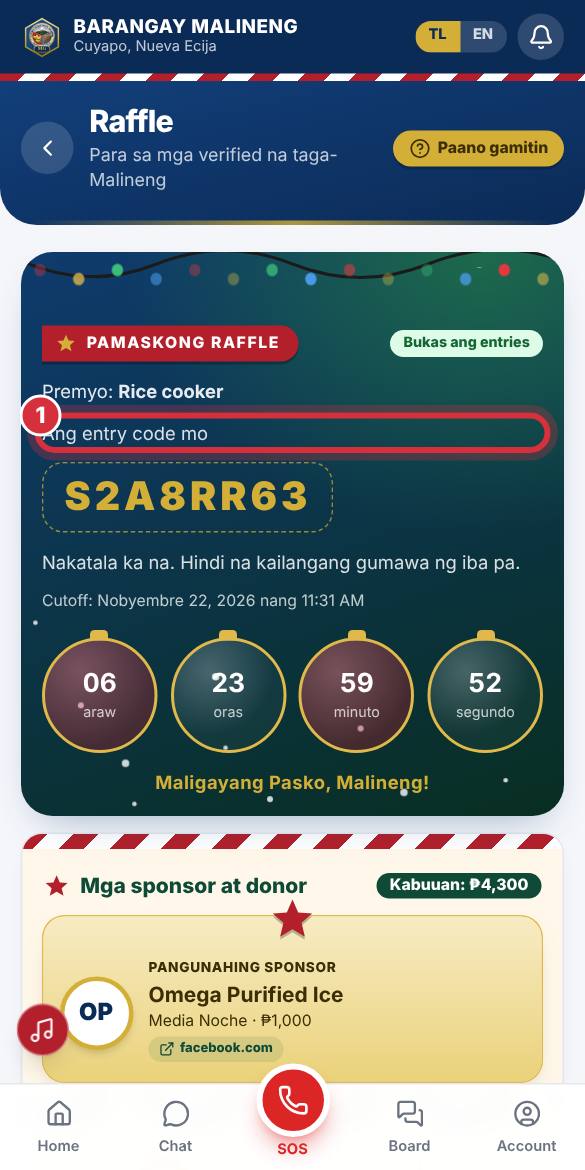 BARANGAY MALINENG
Cuyapo, Nueva Ecija
TL EN
Raffle
Para sa mga verified na taga-
Malineng
Paano gamitin
PAMASKONG RAFFLE
Bukas ang entries
Premyo: Rice cooker
1
Ang entry code mo
S2A8RR63
Nakatala ka na. Hindi na kailangang gumawa ng iba pa.
Cutoff: Nobyembre 22, 2026 nang 11:31 AM
06 23 59 52
araw oras minuto segundo
Maligayang Pasko, Malineng!
Mga sponsor at donor
Kabuuan: ₱4,300
PANGUNAHING SPONSOR
OP
Omega Purified Ice
Media Noche · ₱1,000
facebook.com
Home Chat SOS Board Account